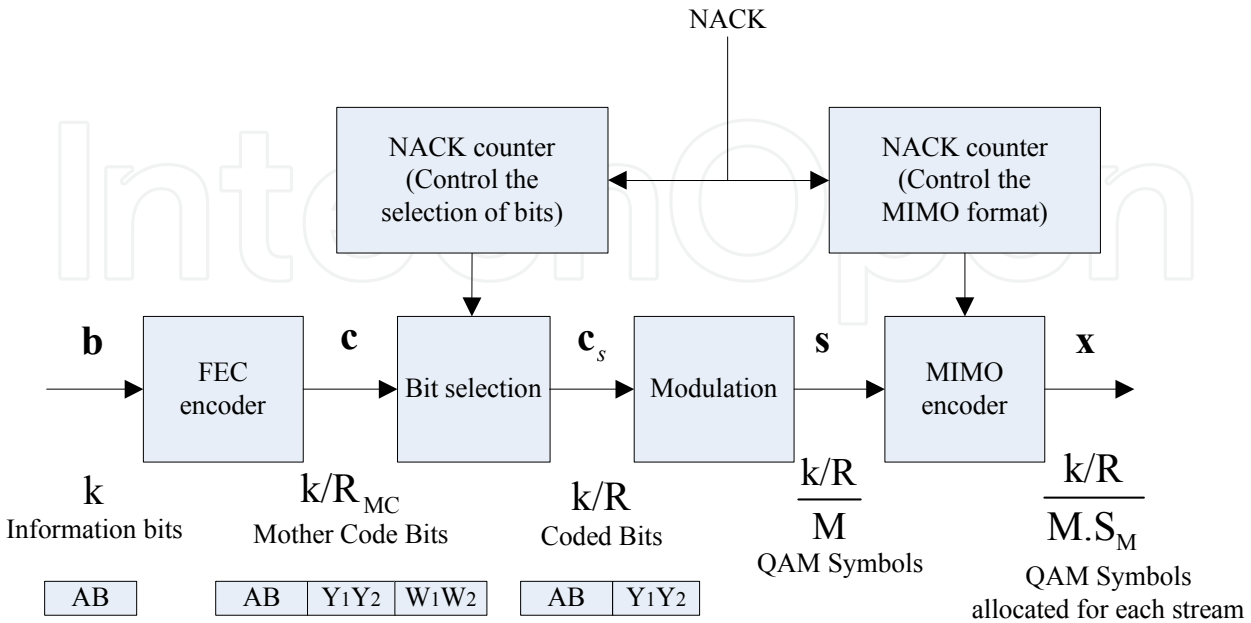 NACK
NACK counter
(Control the
selection of bits)
NACK counter
(Control the
MIMO format)
IntechOpen
b
c
c_s
s
x
FEC
encoder
Bit selection
Modulation
MIMO
encoder
k
Information bits
k/R_MC
Mother Code Bits
k/R
Coded Bits
k/R
M
QAM Symbols
k/R
M.S_M
QAM Symbols
allocated for each stream
AB
AB Y1Y2 W1W2
AB Y1Y2